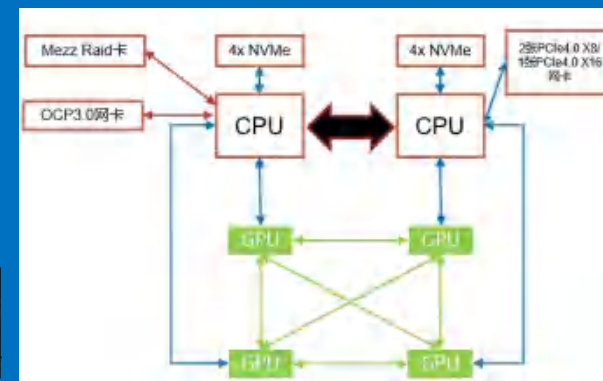 Mezz Raid卡
4x NVMe
4x NVMe
2张PCIe4.0 X8/
1张PCIe4.0 X16
网卡
OCP3.0网卡
CPU
CPU
GPU
GPU
GPU
GPU